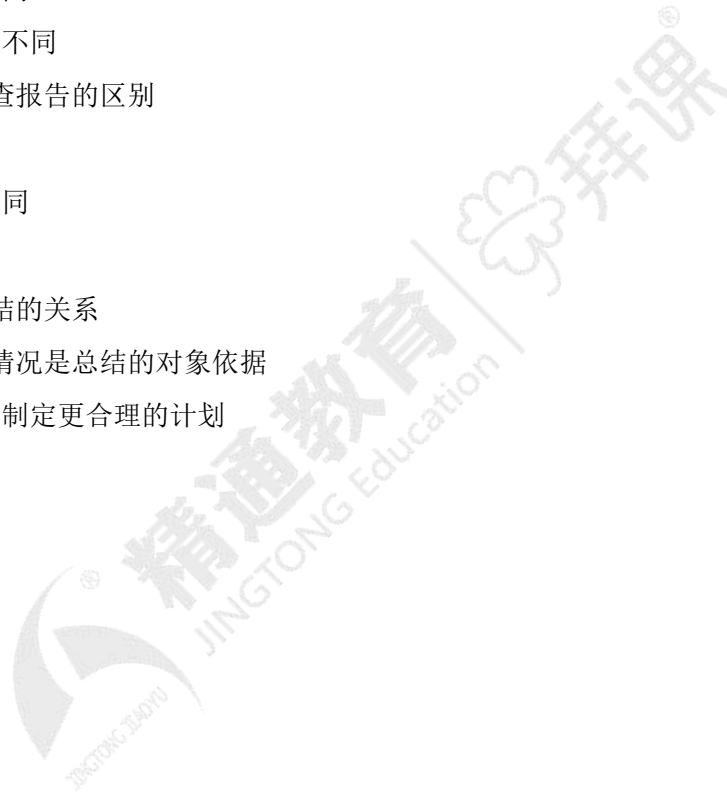 不同
查报告的区别
同
结的关系
情况是总结的对象依据
制定更合理的计划
拜课
精通教育
JINGTONG Education
JINGTONG JIAOYU